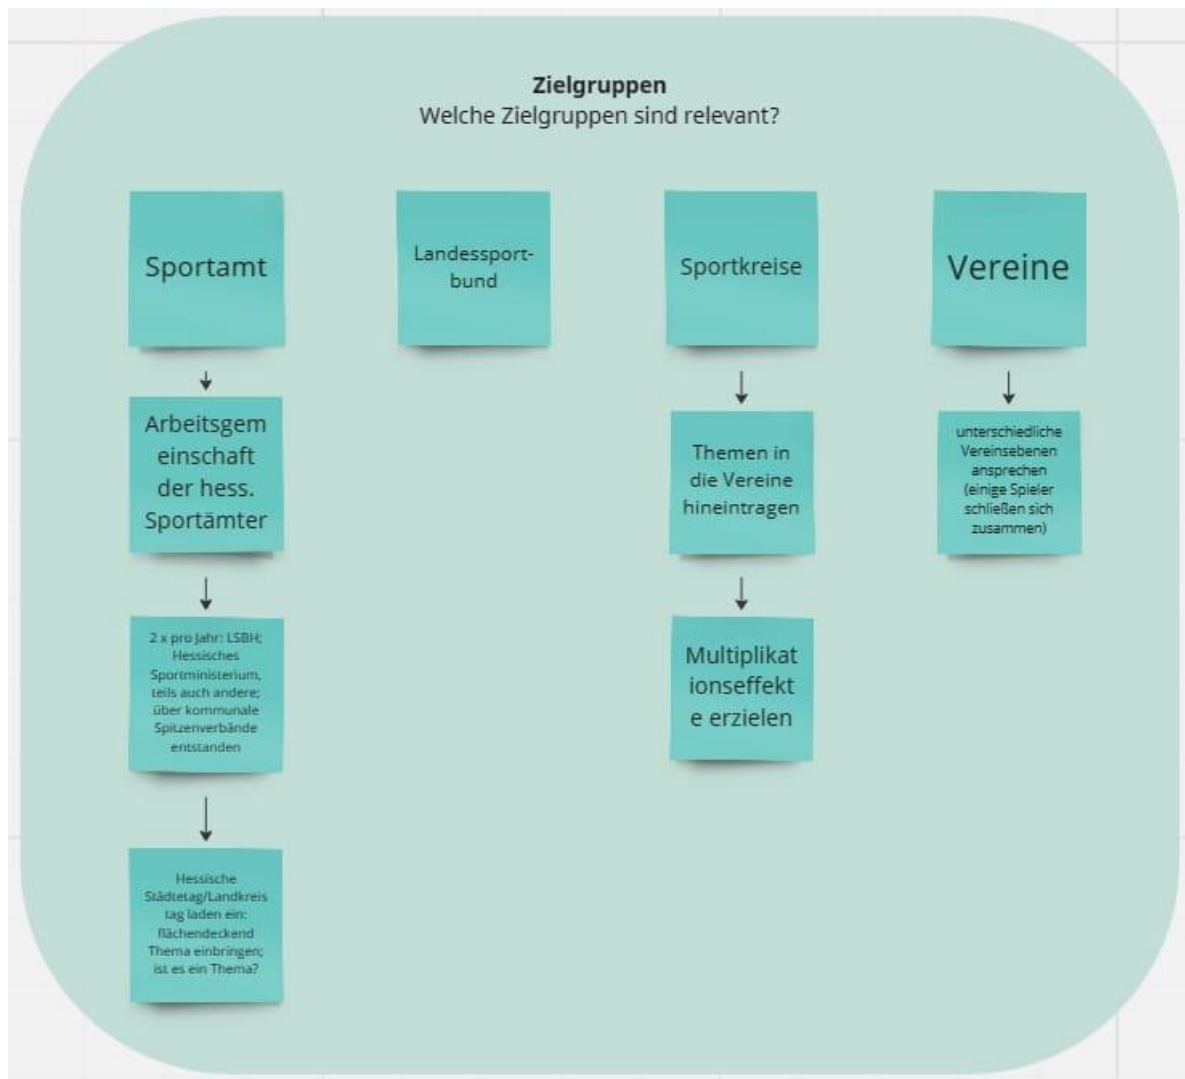 Zielgruppen
Welche Zielgruppen sind relevant?
Sportamt
Arbeitsgem
einschaft
der hess.
Sportämter
2 x pro Jahr: LSBH;
Hessisches
Sportministerium,
teils auch andere;
über kommunale
Spitzenverbände
entstanden
Hessische
Städtetag/Landkreis
tag laden ein:
flächendeckend
Thema einbringen;
ist es ein Thema?
Landessport-
bund
Sportkreise
Themen in
die Vereine
hineintragen
Multiplikat
ionseffekt
e erzielen
Vereine
unterschiedliche
Vereinsebenen
ansprechen
(einige Spieler
schließen sich
zusammen)